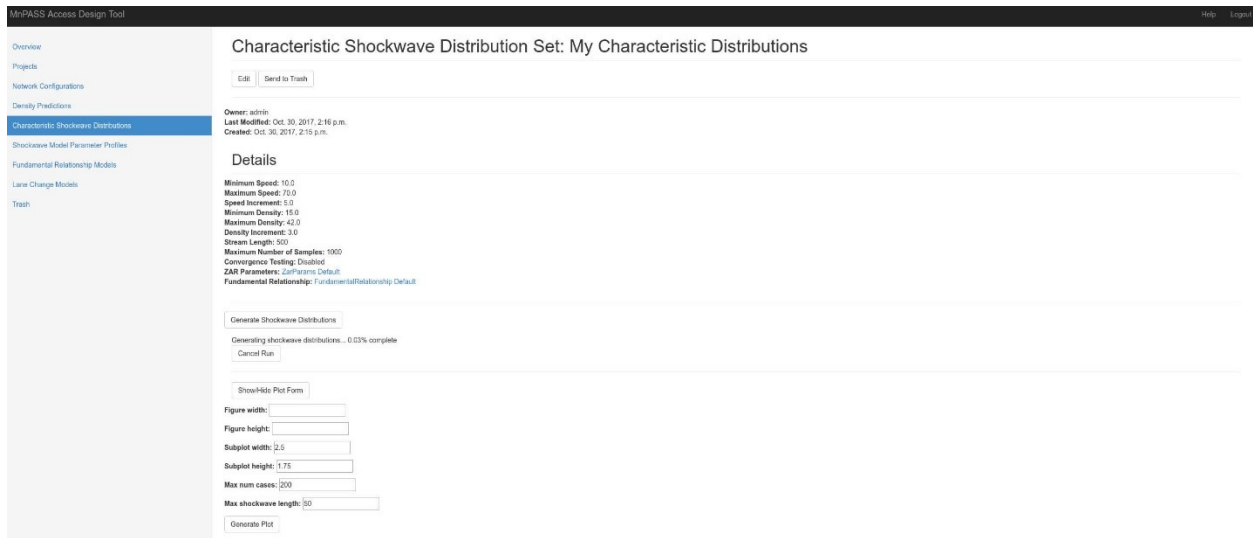 MnPASS Access Design Tool
Help Logout
Overview
Projects
Network Configurations
Density Predictions
Characteristic Shockwave Distributions
Shockwave Model Parameter Profiles
Fundamental Relationship Models
Lane Change Models
Trash
Characteristic Shockwave Distribution Set: My Characteristic Distributions
Edit Send to Trash
Owner: admin
Last Modified: Oct. 30, 2017, 2:16 p.m.
Created: Oct. 30, 2017, 2:15 p.m.
Details
Minimum Speed: 10.0
Maximum Speed: 70.0
Speed Increment: 5.0
Minimum Density: 15.0
Maximum Density: 42.0
Density Increment: 3.0
Stream Length: 500
Maximum Number of Samples: 1000
Convergence Testing: Disabled
ZAR Parameters: ZarParams Default
Fundamental Relationship: FundamentalRelationship Default
Generate Shockwave Distributions
Generating shockwave distributions... 0.03% complete
Cancel Run
Show/Hide Plot Form
Figure width:
Figure height:
Subplot width: 2.5
Subplot height: 1.75
Max num cases: 200
Max shockwave length: 50
Generate Plot